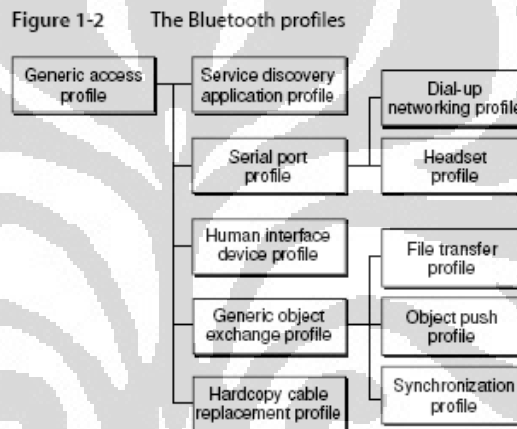 Figure 1-2 The Bluetooth profiles
Generic access
profile
Service discovery
application profile
Serial port
profile
Dial-up
networking profile
Headset
profile
Human interface
device profile
Generic object
exchange profile
File transfer
profile
Object push
profile
Synchronization
profile
Hardcopy cable
replacement profile